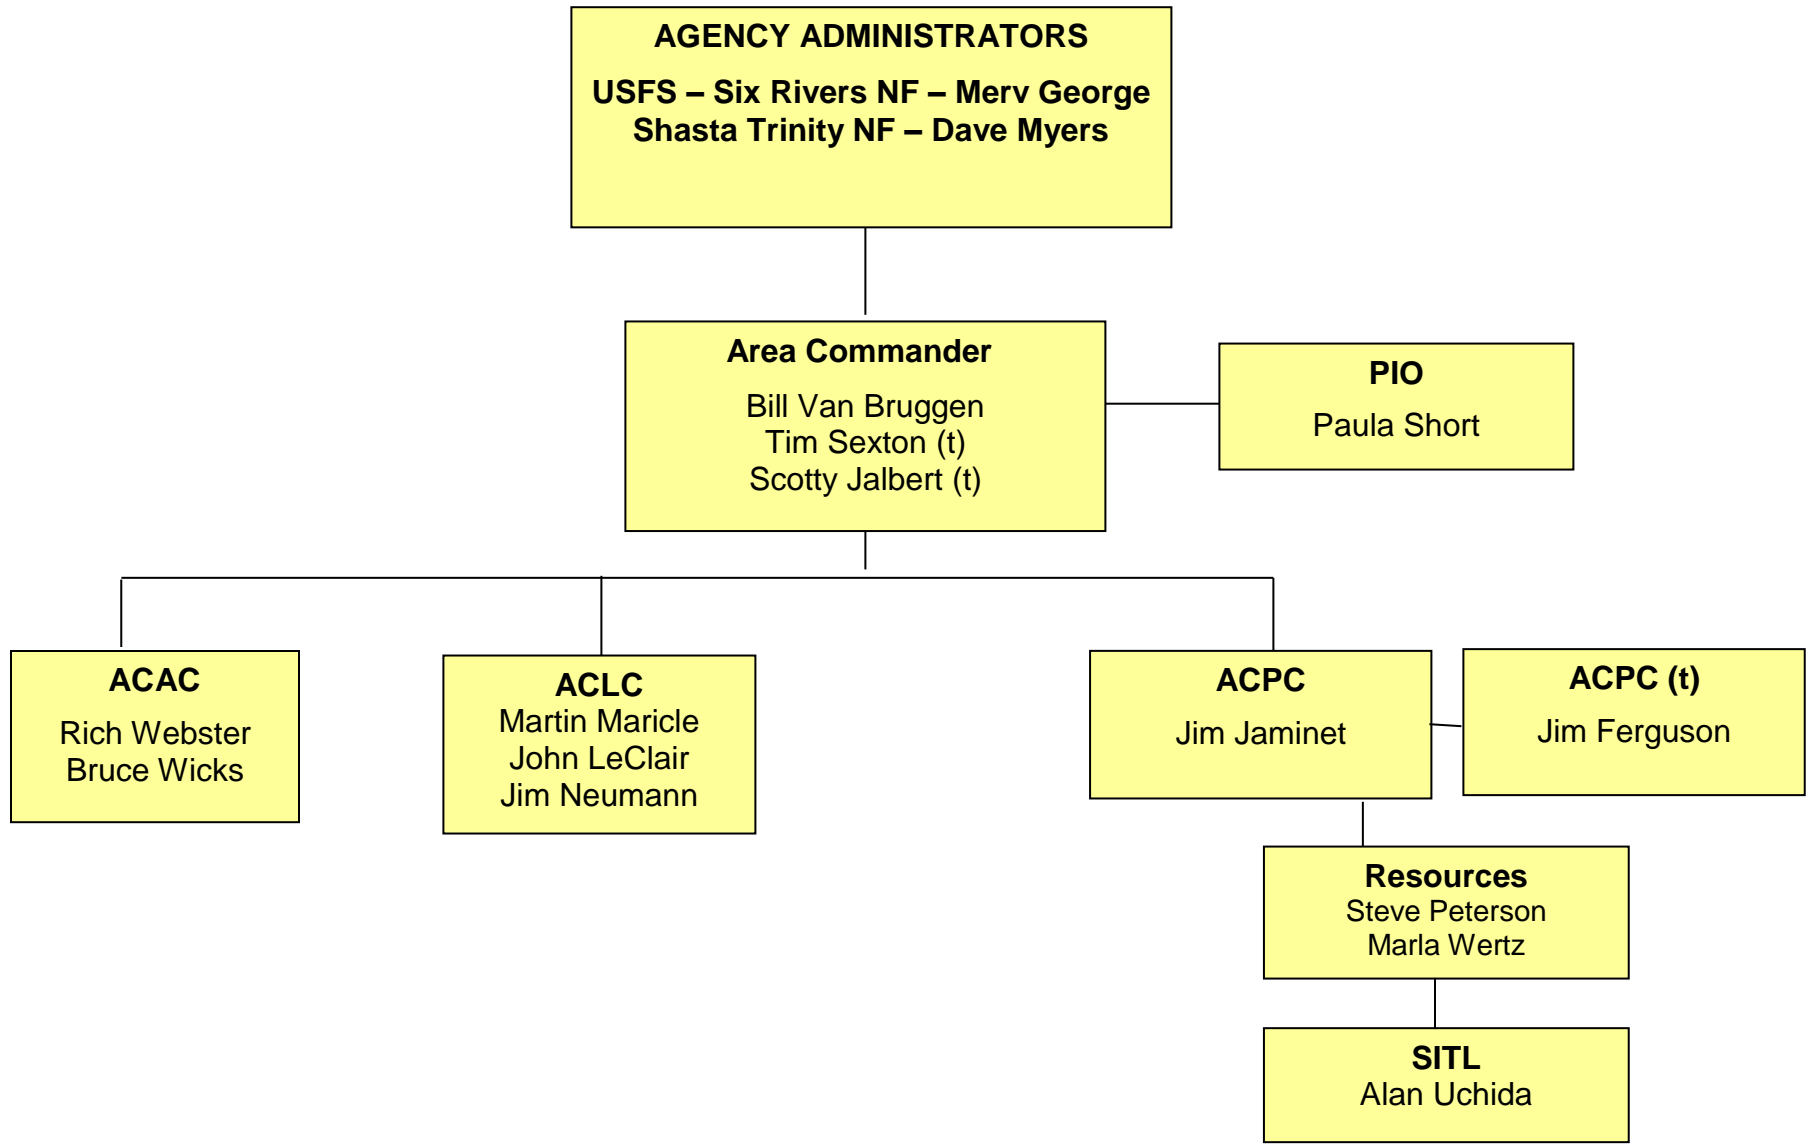 AGENCY ADMINISTRATORS
USFS – Six Rivers NF – Merv George
Shasta Trinity NF – Dave Myers
Area Commander
Bill Van Bruggen
Tim Sexton (t)
Scotty Jalbert (t)
PIO
Paula Short
ACAC
Rich Webster
Bruce Wicks
ACLC
Martin Maricle
John LeClair
Jim Neumann
ACPC
Jim Jaminet
ACPC (t)
Jim Ferguson
Resources
Steve Peterson
Marla Wertz
SITL
Alan Uchida